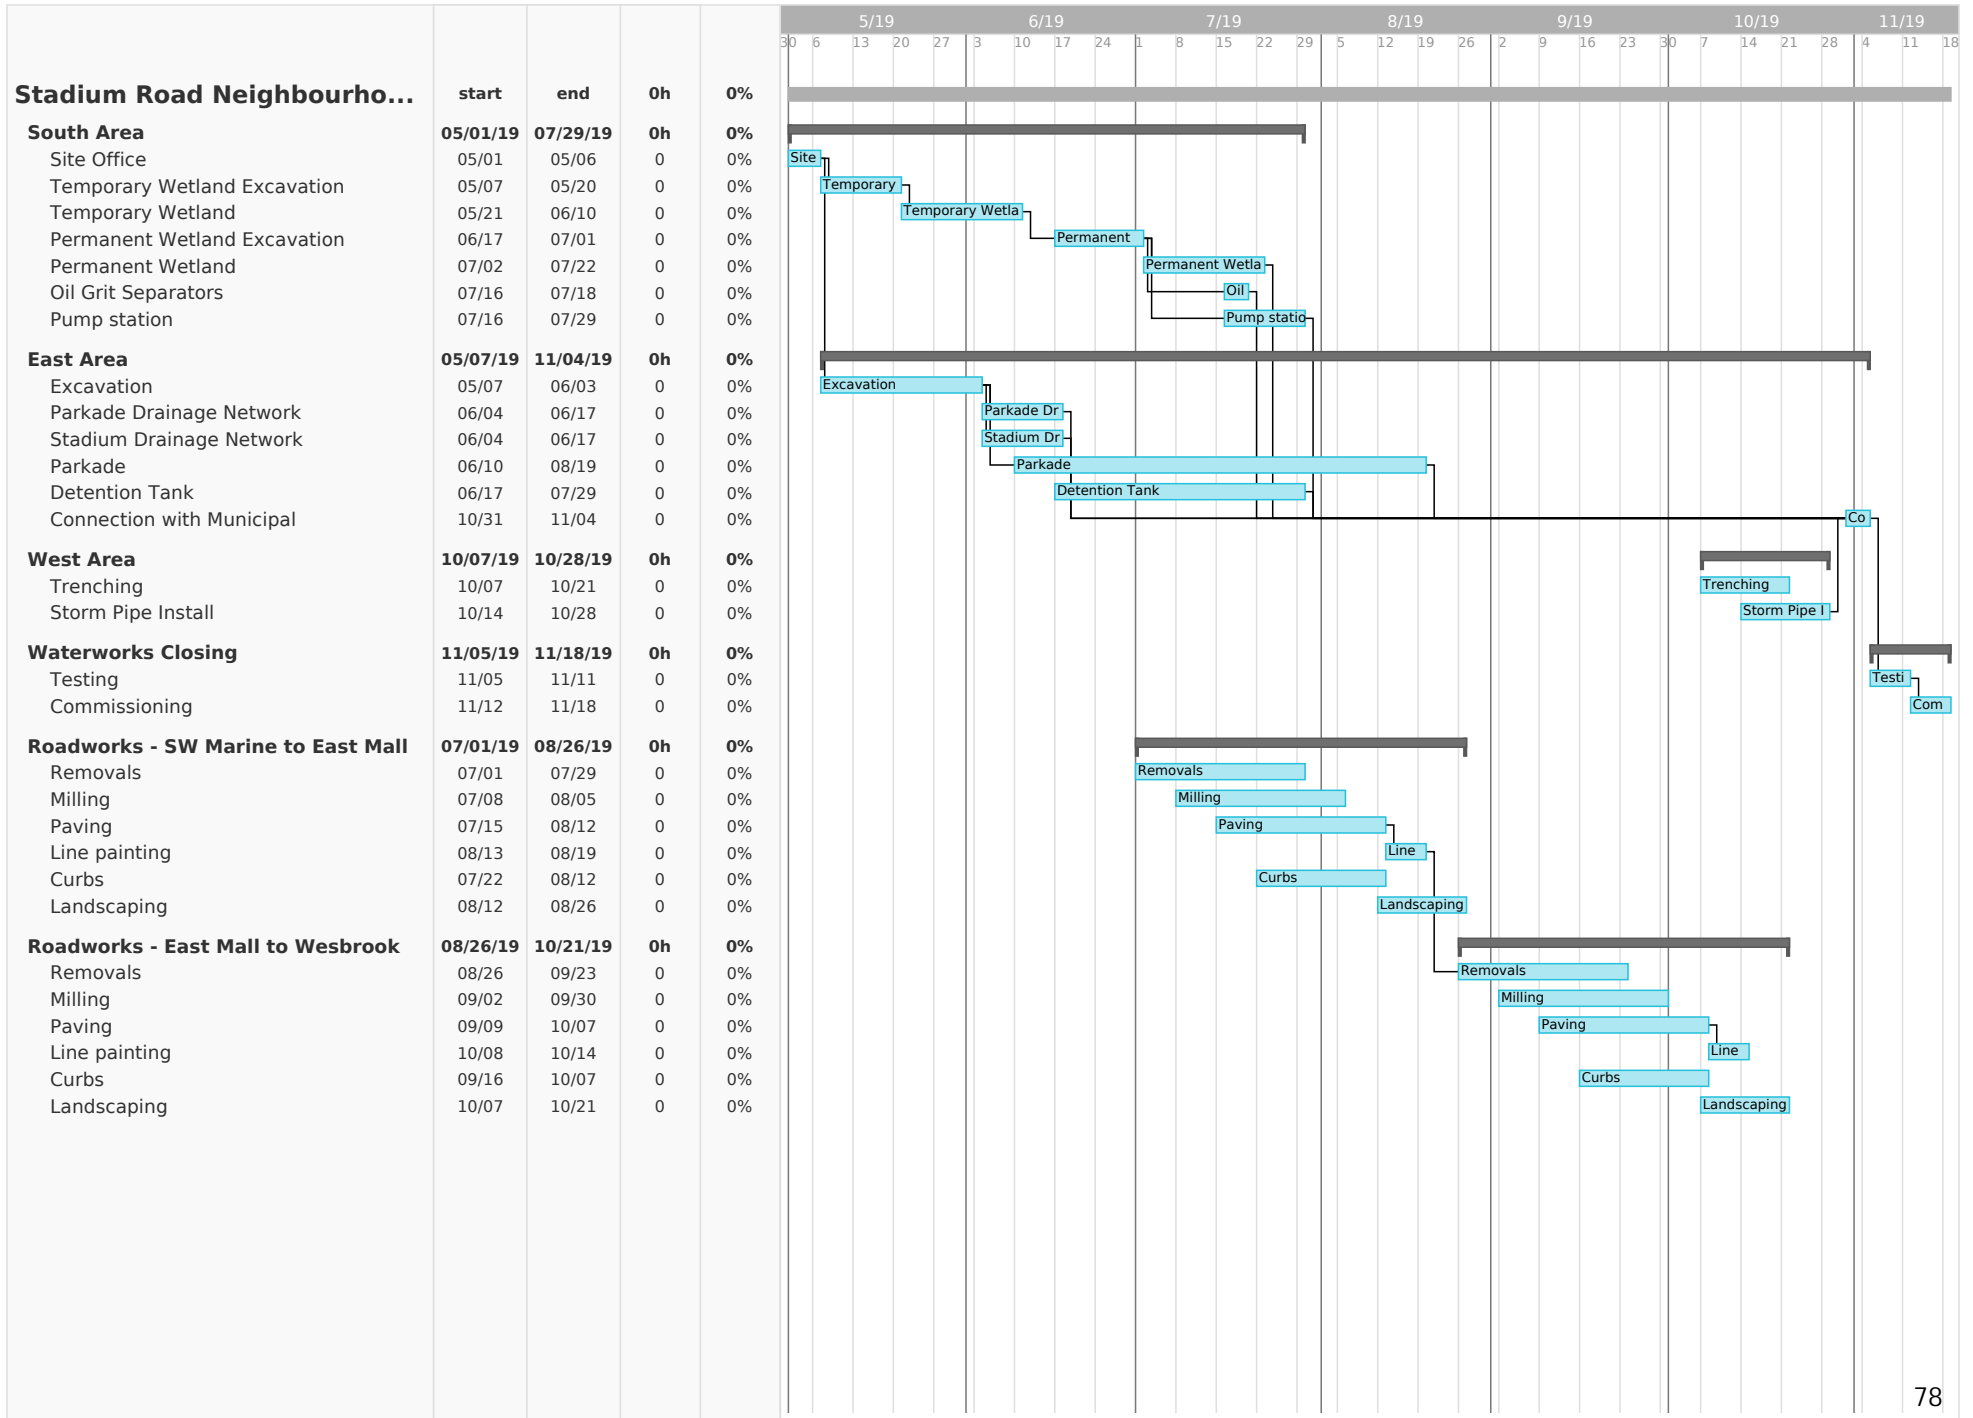 5/19 6/19 7/19 8/19 9/19 10/19 11/19
30 6 13 20 27 3 10 17 24 1 8 15 22 29 5 12 19 26 2 9 16 23 30 7 14 21 28 4 11 18
Stadium Road Neighbourho... start end 0h 0%
South Area 05/01/19 07/29/19 0h 0%
Site Office 05/01 05/06 0 0% Site
Temporary Wetland Excavation 05/07 05/20 0 0% Temporary
Temporary Wetland 05/21 06/10 0 0% Temporary Wetla
Permanent Wetland Excavation 06/17 07/01 0 0% Permanent
Permanent Wetland 07/02 07/22 0 0% Permanent Wetla
Oil Grit Separators 07/16 07/18 0 0% Oil
Pump station 07/16 07/29 0 0% Pump statio
East Area 05/07/19 11/04/19 0h 0%
Excavation 05/07 06/03 0 0% Excavation
Parkade Drainage Network 06/04 06/17 0 0% Parkade Dr
Stadium Drainage Network 06/04 06/17 0 0% Stadium Dr
Parkade 06/10 08/19 0 0% Parkade
Detention Tank 06/17 07/29 0 0% Detention Tank
Connection with Municipal 10/31 11/04 0 0% Co
West Area 10/07/19 10/28/19 0h 0%
Trenching 10/07 10/21 0 0% Trenching
Storm Pipe Install 10/14 10/28 0 0% Storm Pipe I
Waterworks Closing 11/05/19 11/18/19 0h 0%
Testing 11/05 11/11 0 0% Testi
Commissioning 11/12 11/18 0 0% Com
Roadworks - SW Marine to East Mall 07/01/19 08/26/19 0h 0%
Removals 07/01 07/29 0 0% Removals
Milling 07/08 08/05 0 0% Milling
Paving 07/15 08/12 0 0% Paving
Line painting 08/13 08/19 0 0% Line
Curbs 07/22 08/12 0 0% Curbs
Landscaping 08/12 08/26 0 0% Landscaping
Roadworks - East Mall to Wesbrook 08/26/19 10/21/19 0h 0%
Removals 08/26 09/23 0 0% Removals
Milling 09/02 09/30 0 0% Milling
Paving 09/09 10/07 0 0% Paving
Line painting 10/08 10/14 0 0% Line
Curbs 09/16 10/07 0 0% Curbs
Landscaping 10/07 10/21 0 0% Landscaping
78